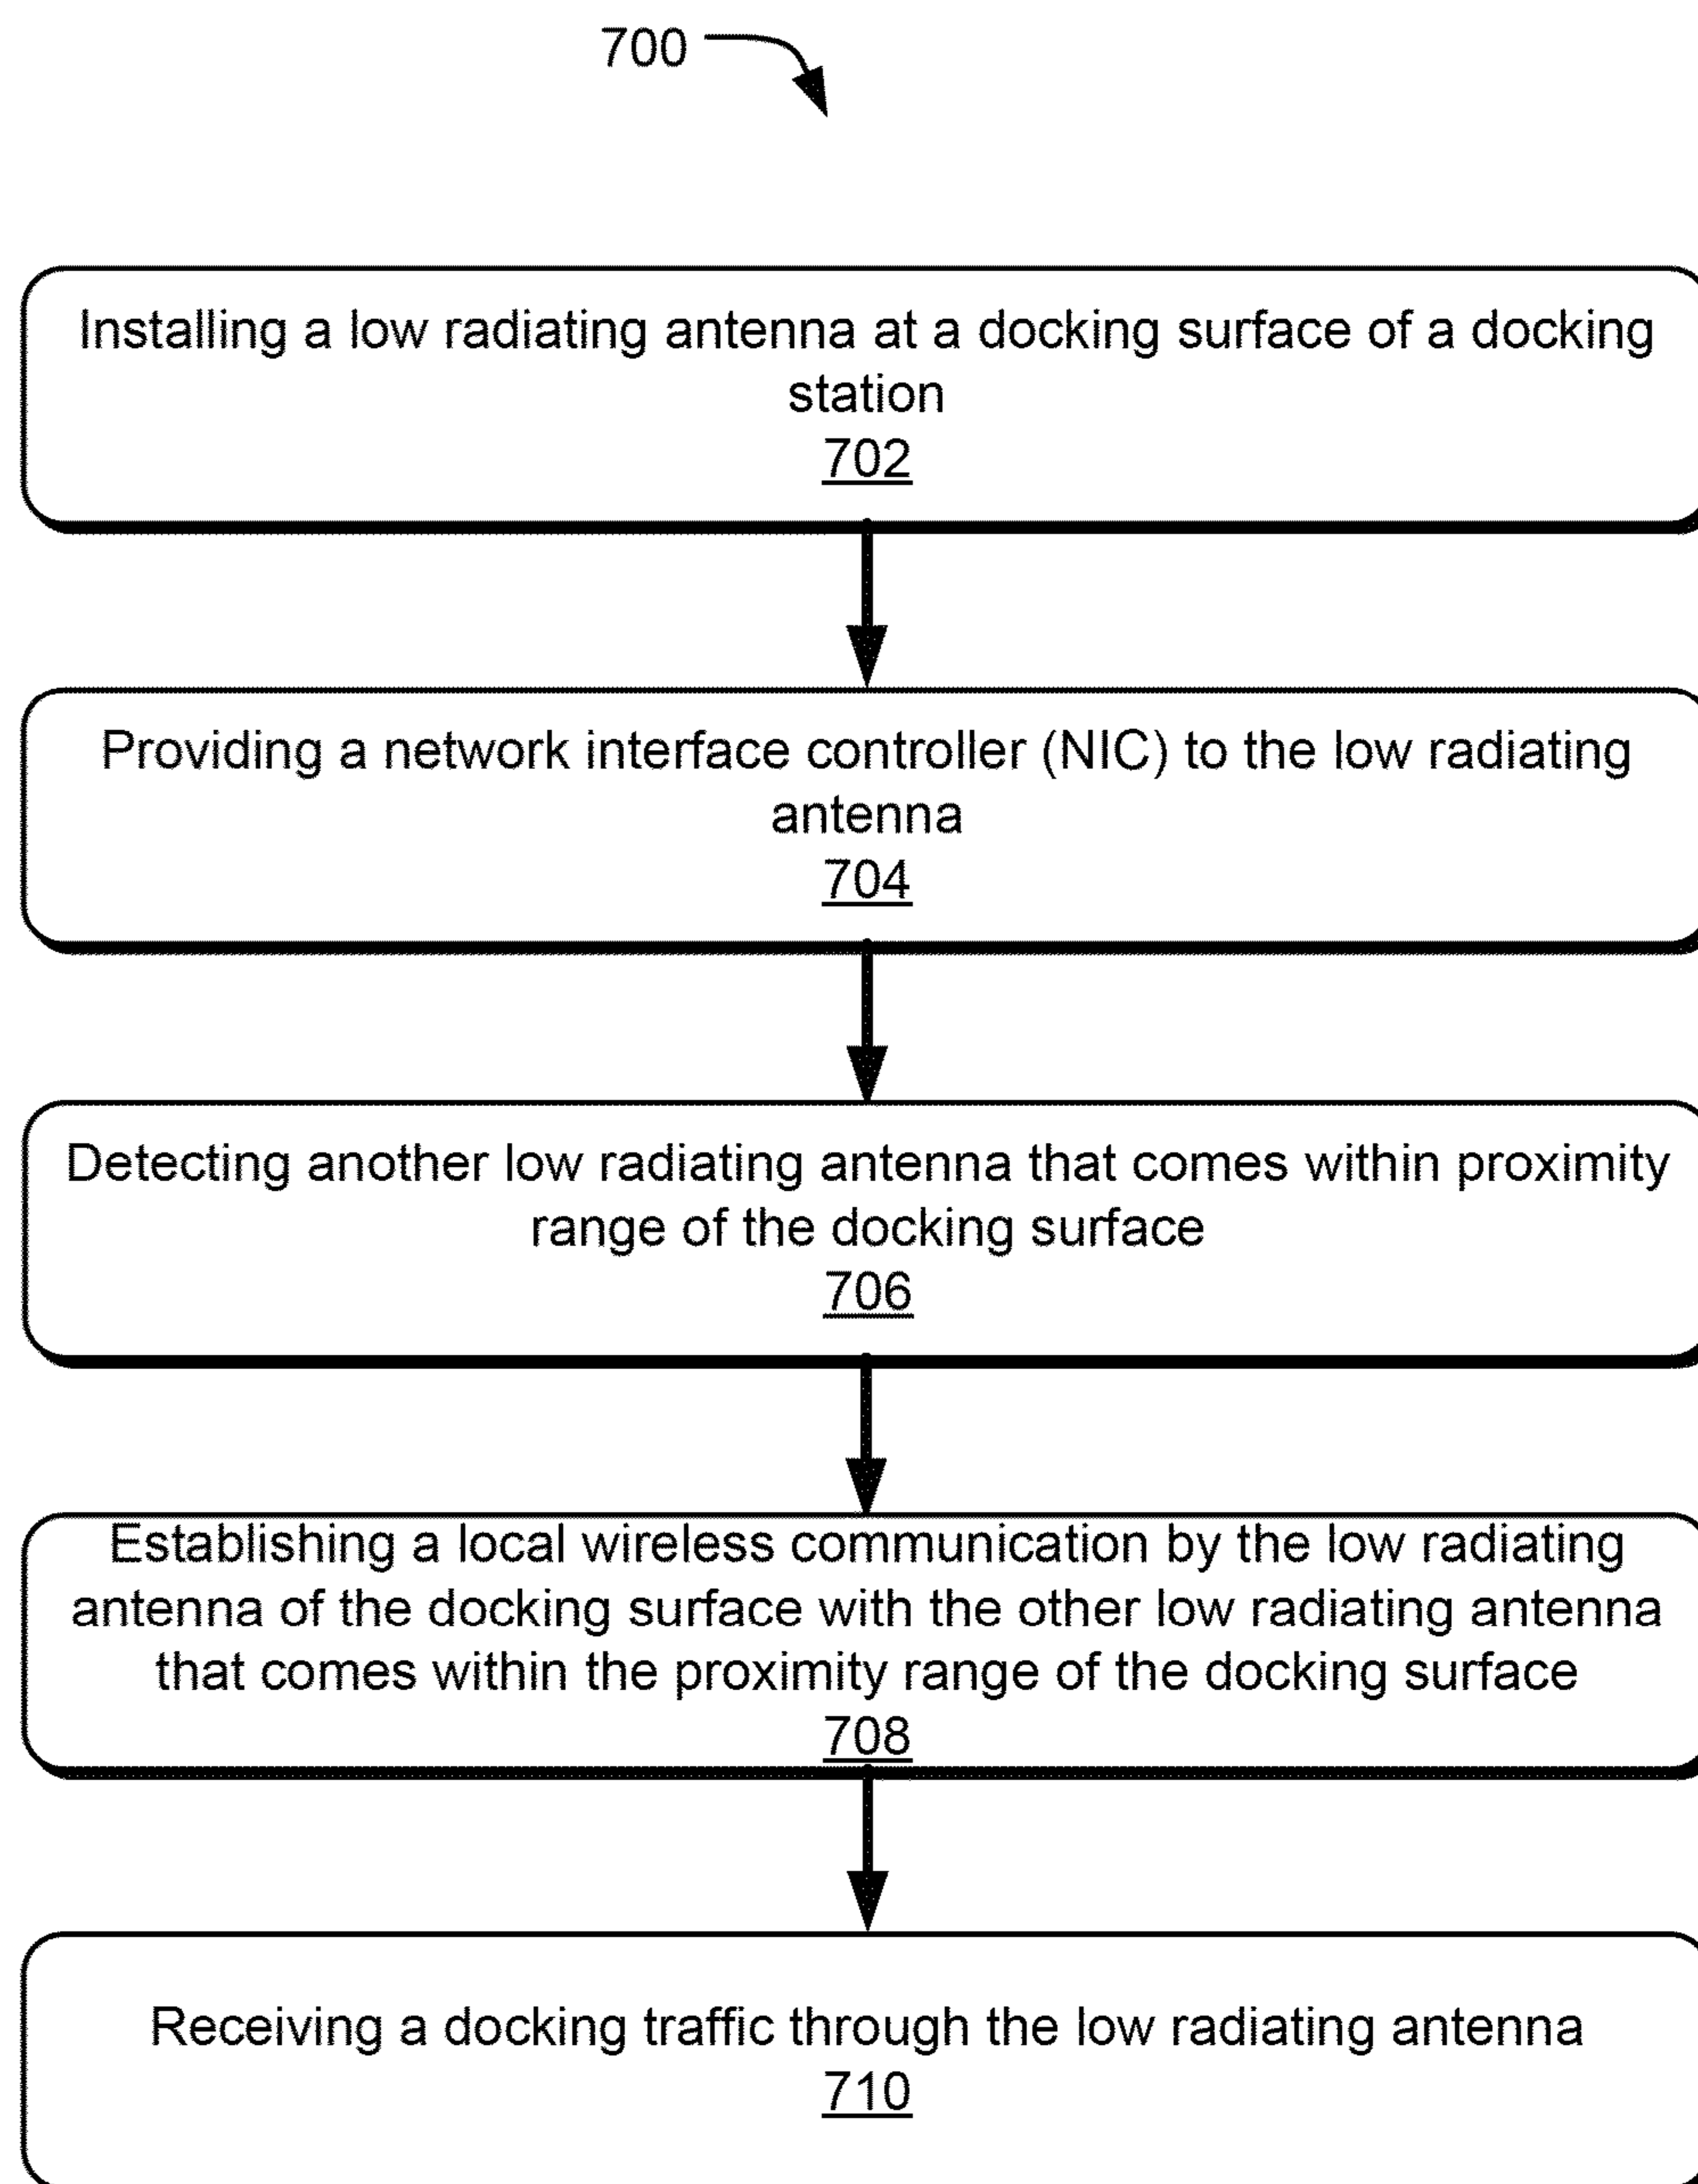 700
Installing a low radiating antenna at a docking surface of a docking
station
702
Providing a network interface controller (NIC) to the low radiating
antenna
704
Detecting another low radiating antenna that comes within proximity
range of the docking surface
706
Establishing a local wireless communication by the low radiating
antenna of the docking surface with the other low radiating antenna
that comes within the proximity range of the docking surface
708
Receiving a docking traffic through the low radiating antenna
710